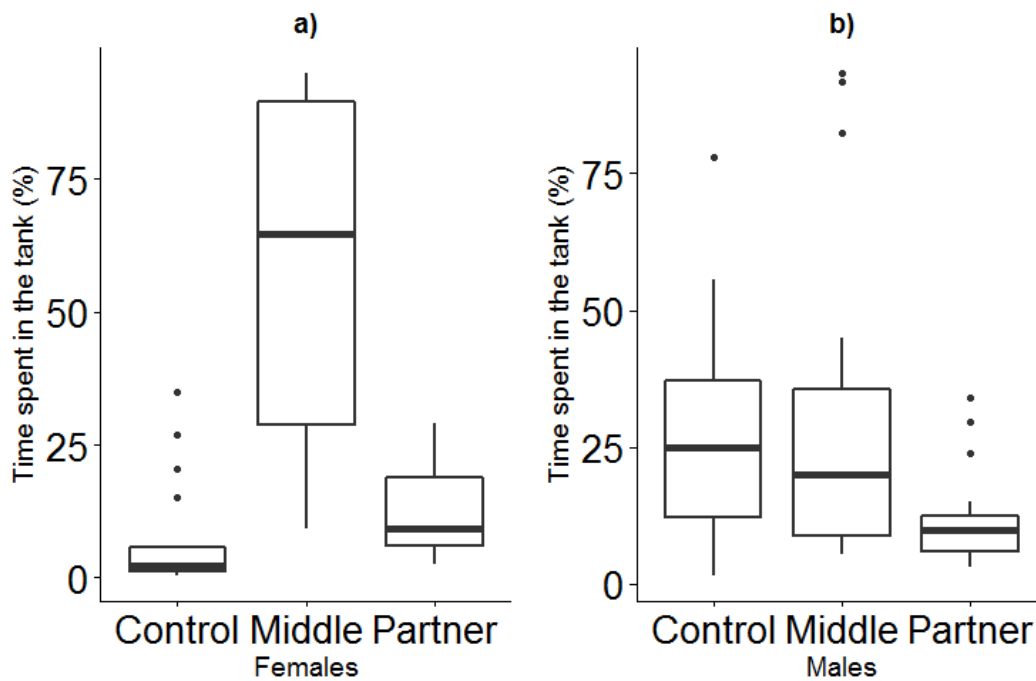 a)
Time spent in the tank (%)
75
50
25
0
Control Middle Partner
Females
b)
Time spent in the tank (%)
75
50
25
0
Control Middle Partner
Males